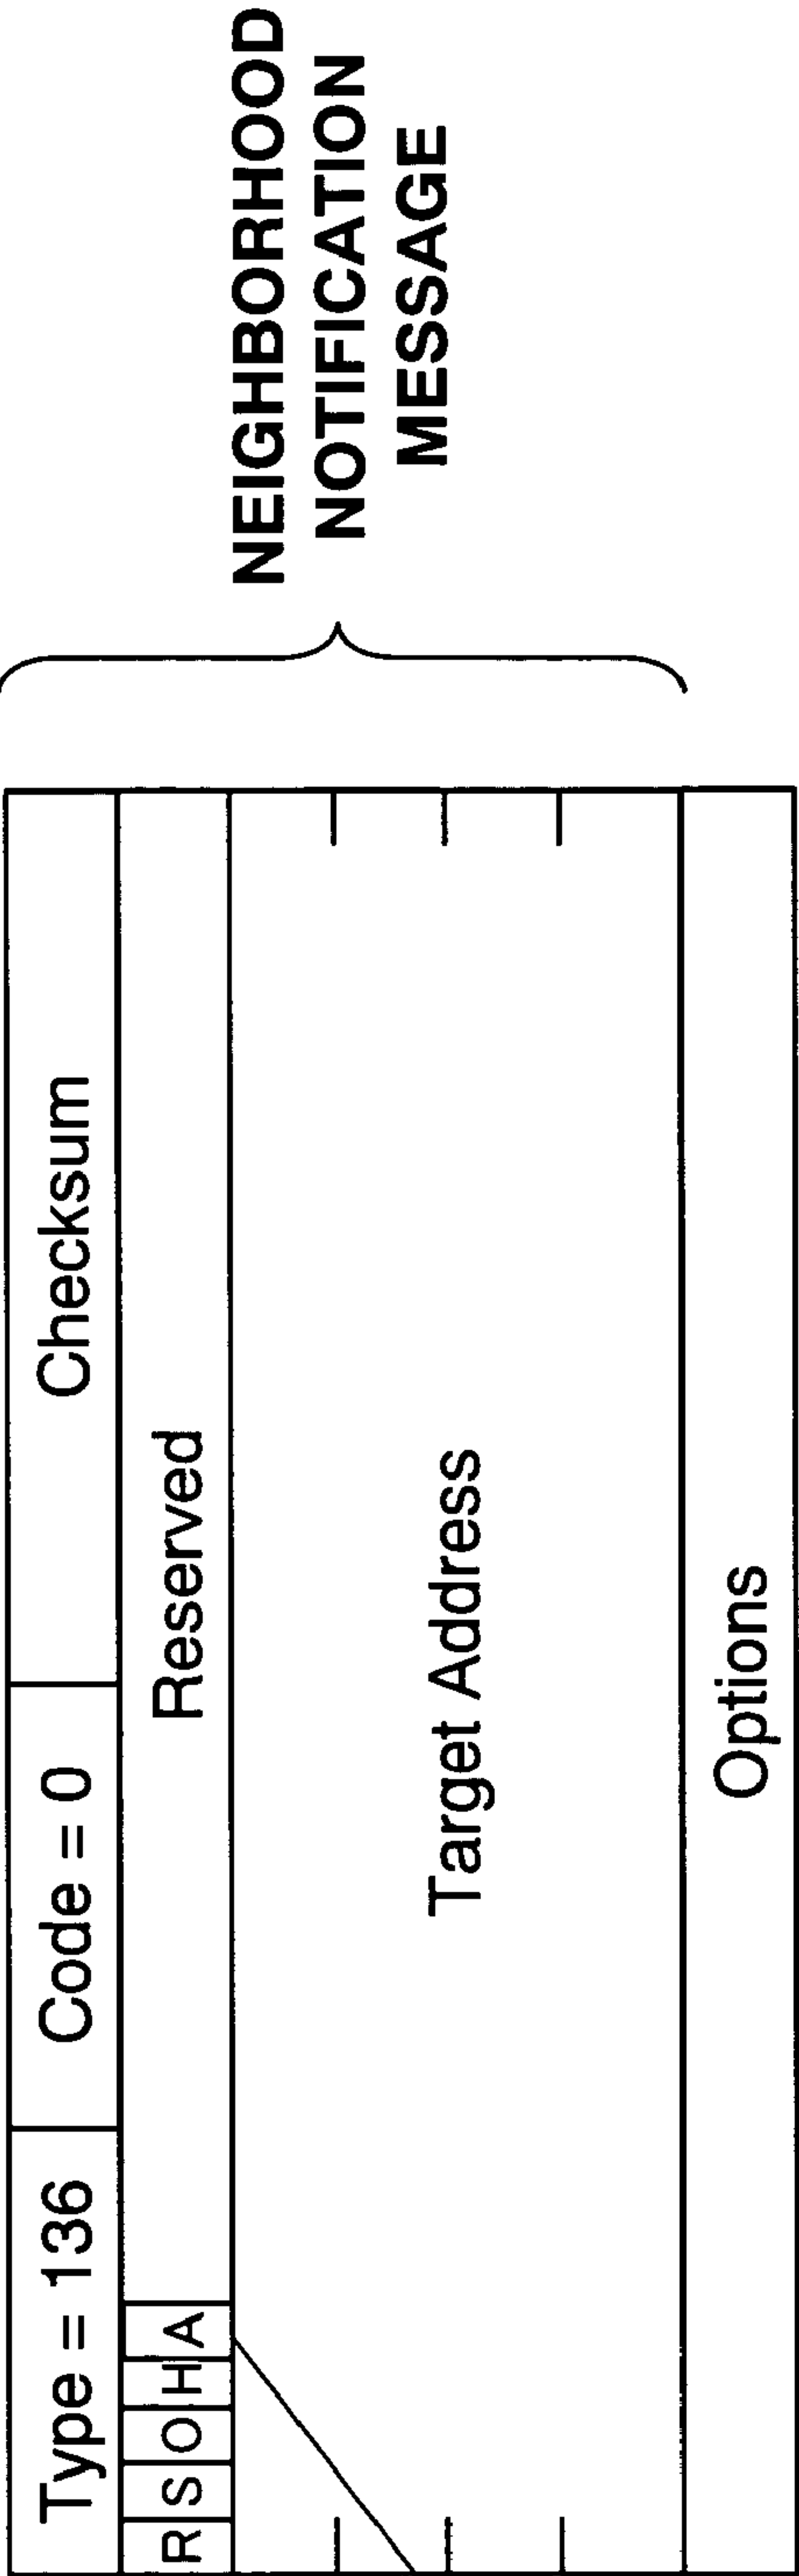 Type = 136 Code = 0 Checksum
R S O H A Reserved
Target Address
Options
NEIGHBORHOOD
NOTIFICATION
MESSAGE